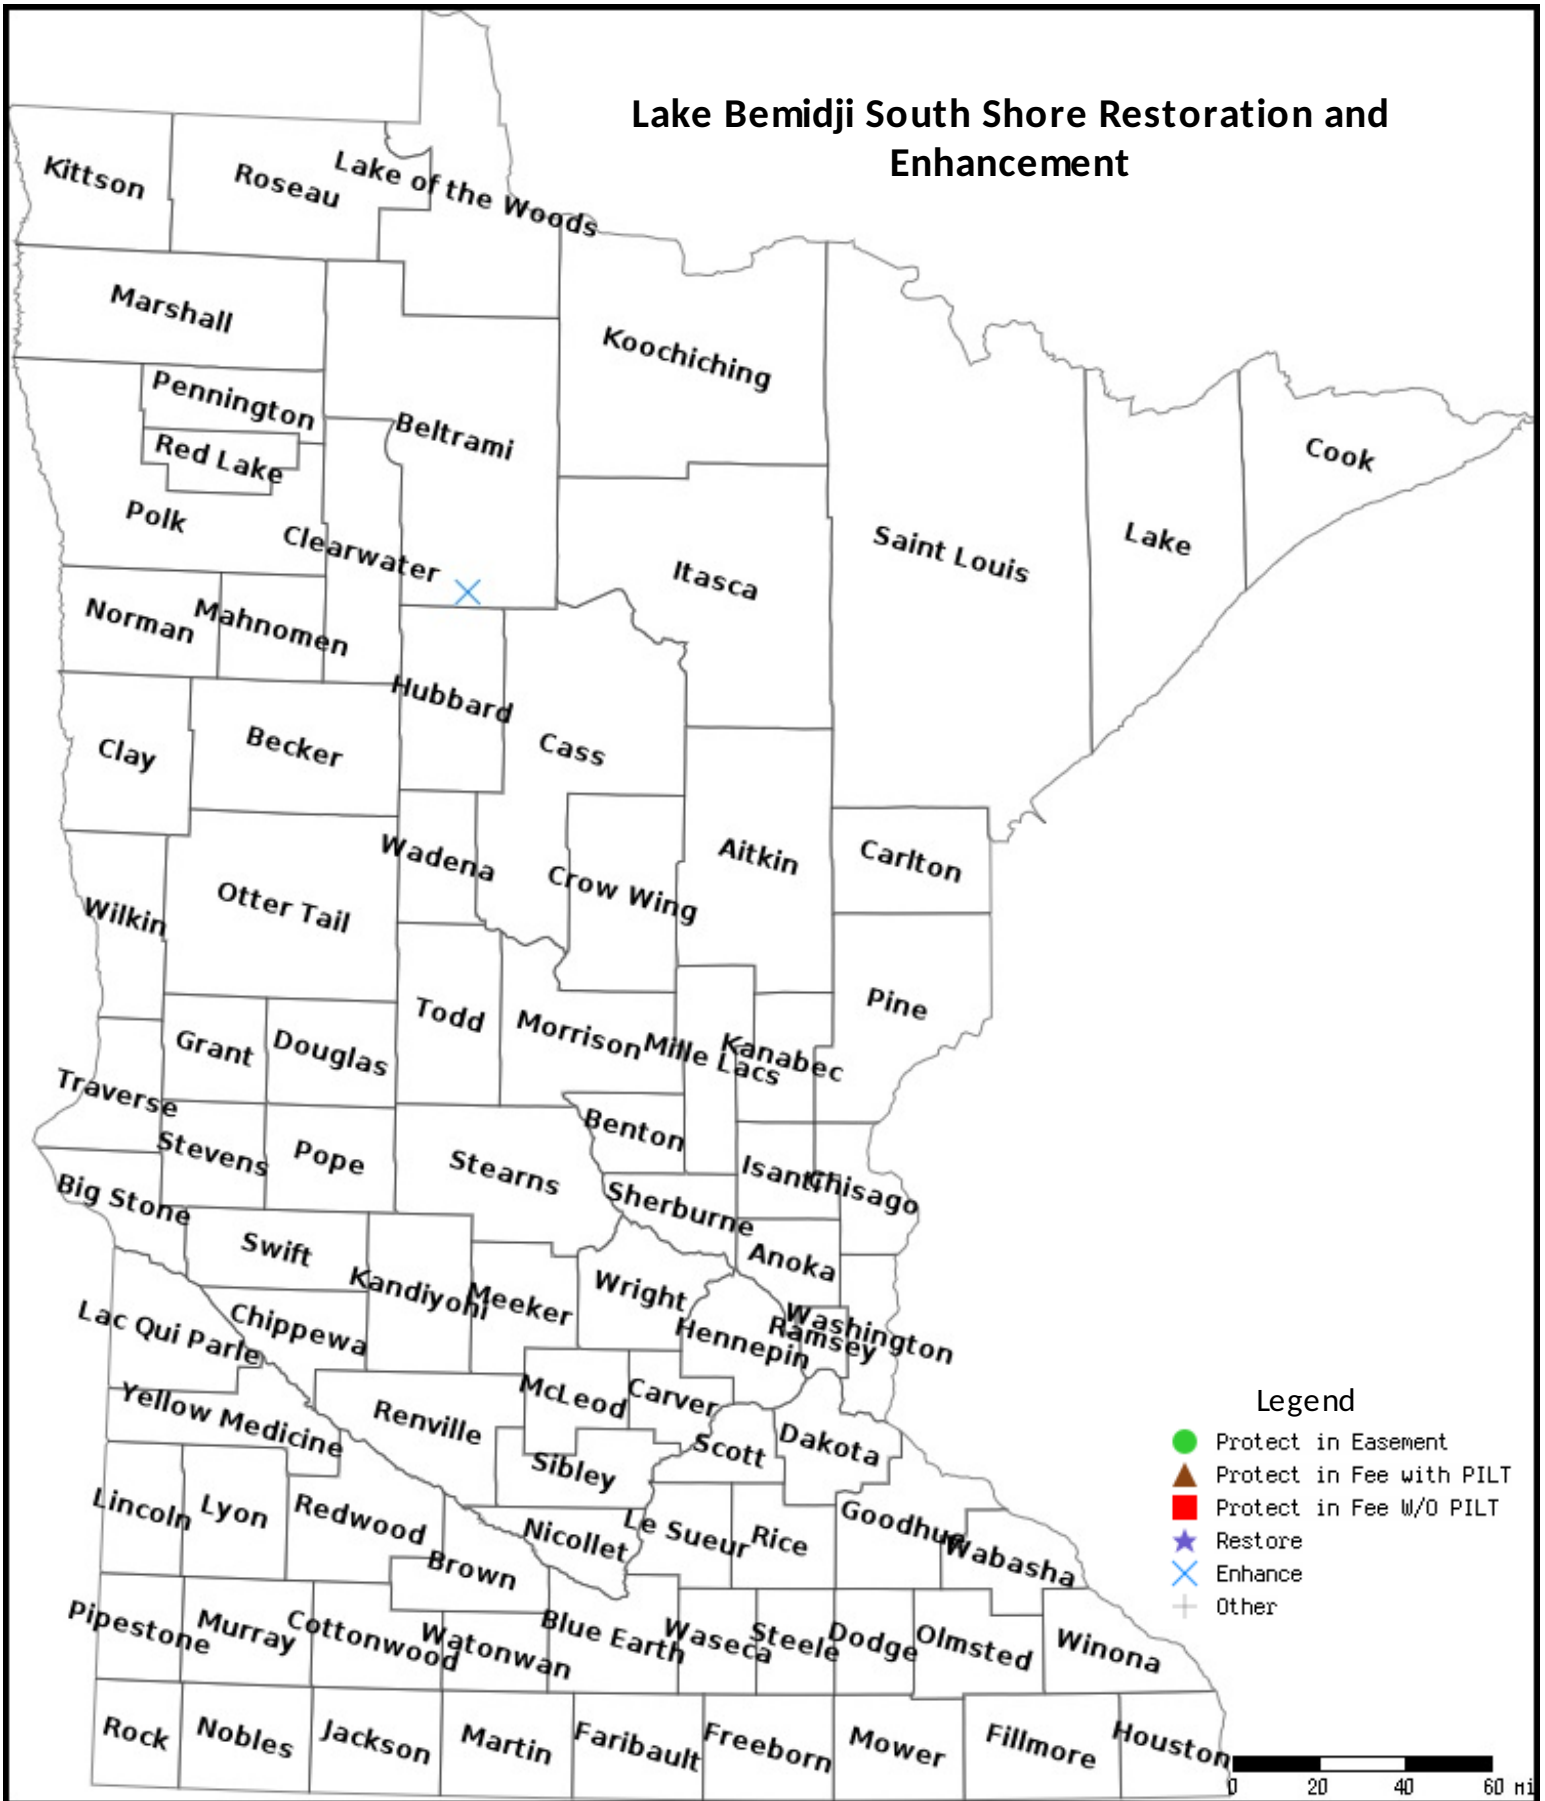 Lake Bemidji South Shore Restoration and
Enhancement
Kittson
Roseau
Lake of the Woods
Marshall
Koochiching
Pennington
Beltrami
Red Lake
Cook
Polk
Clearwater
Saint Louis
Lake
Itasca
Norman
Mahnomen
Hubbard
Clay
Becker
Cass
Wadena
Aitkin
Carlton
Otter Tail
Crow Wing
Wilkin
Pine
Todd
Morrison
Grant
Douglas
Mille Lacs
Kanabec
Traverse
Benton
Stevens
Pope
Stearns
Isanti
Chisago
Big Stone
Sherburne
Swift
Anoka
Kandiyohi
Meeker
Wright
Lac Qui Parle
Chippewa
Washington
Ramsey
Hennepin
McLeod
Carver
Yellow Medicine
Renville
Scott
Dakota
Sibley
Lincoln
Lyon
Redwood
Nicollet
Le Sueur
Rice
Goodhue
Wabasha
Brown
Pipestone
Murray
Cottonwood
Watonwan
Blue Earth
Waseca
Steele
Dodge
Olmsted
Winona
Rock
Nobles
Jackson
Martin
Faribault
Freeborn
Mower
Fillmore
Houston
Legend
Protect in Easement
Protect in Fee with PILT
Protect in Fee W/O PILT
Restore
Enhance
Other
0 20 40 60 mi